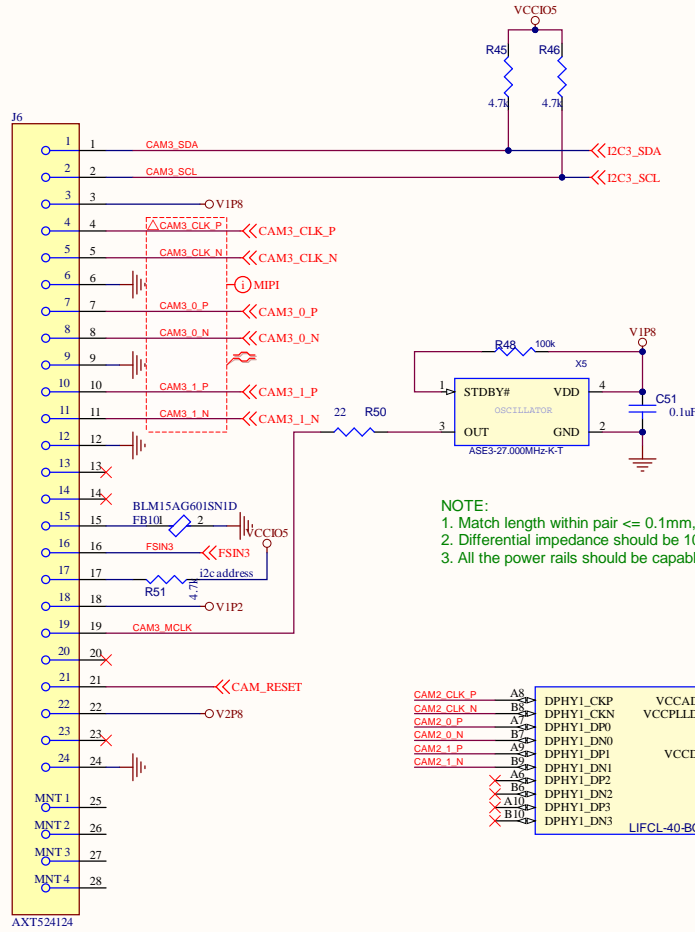 VCCIO5
R45 R46
4.7k 4.7k
J6
1 1 CAM3_SDA I2C3_SDA
2 2 CAM3_SCL I2C3_SCL
3 3 V1P8
4 4 CAM3_CLK_P CAM3_CLK_P
5 5 CAM3_CLK_N CAM3_CLK_N
6 6 i MIPI
7 7 CAM3_0_P CAM3_0_P
8 8 CAM3_0_N CAM3_0_N
9 9
10 10 CAM3_1_P CAM3_1_P
11 11 CAM3_1_N CAM3_1_N
12 12
13 13
14 14
BLM15AG601SN1D
15 15 FB10 1 2
VCCIO5
16 16 FSIN3 FSIN3
17 17 i2c address
R51 4.7k
18 18 V1P2
19 19 CAM3_MCLK
20 20
21 21 CAM_RESET
22 22 V2P8
23 23
24 24
MNT 1 25
MNT 2 26
MNT 3 27
MNT 4 28
AXT524124
V1P8
R48 100k
X5
1 STDBY# VDD 4
OSCILLATOR
3 OUT GND 2
ASE3-27.000MHz-K-T
22 R50
C51
0.1uF
NOTE:
1. Match length within pair <= 0.1mm,
2. Differential impedance should be 10
3. All the power rails should be capabl
CAM2_CLK_P A8 DPHY1_CKP VCCAD
CAM2_CLK_N B8 DPHY1_CKN VCCPLLD
CAM2_0_P A7 DPHY1_DP0
CAM2_0_N B7 DPHY1_DN0
CAM2_1_P A9 DPHY1_DP1 VCCD
CAM2_1_N B9 DPHY1_DN1
A6 DPHY1_DP2
B6 DPHY1_DN2
A10 DPHY1_DP3
B10 DPHY1_DN3
LIFCL-40-BG